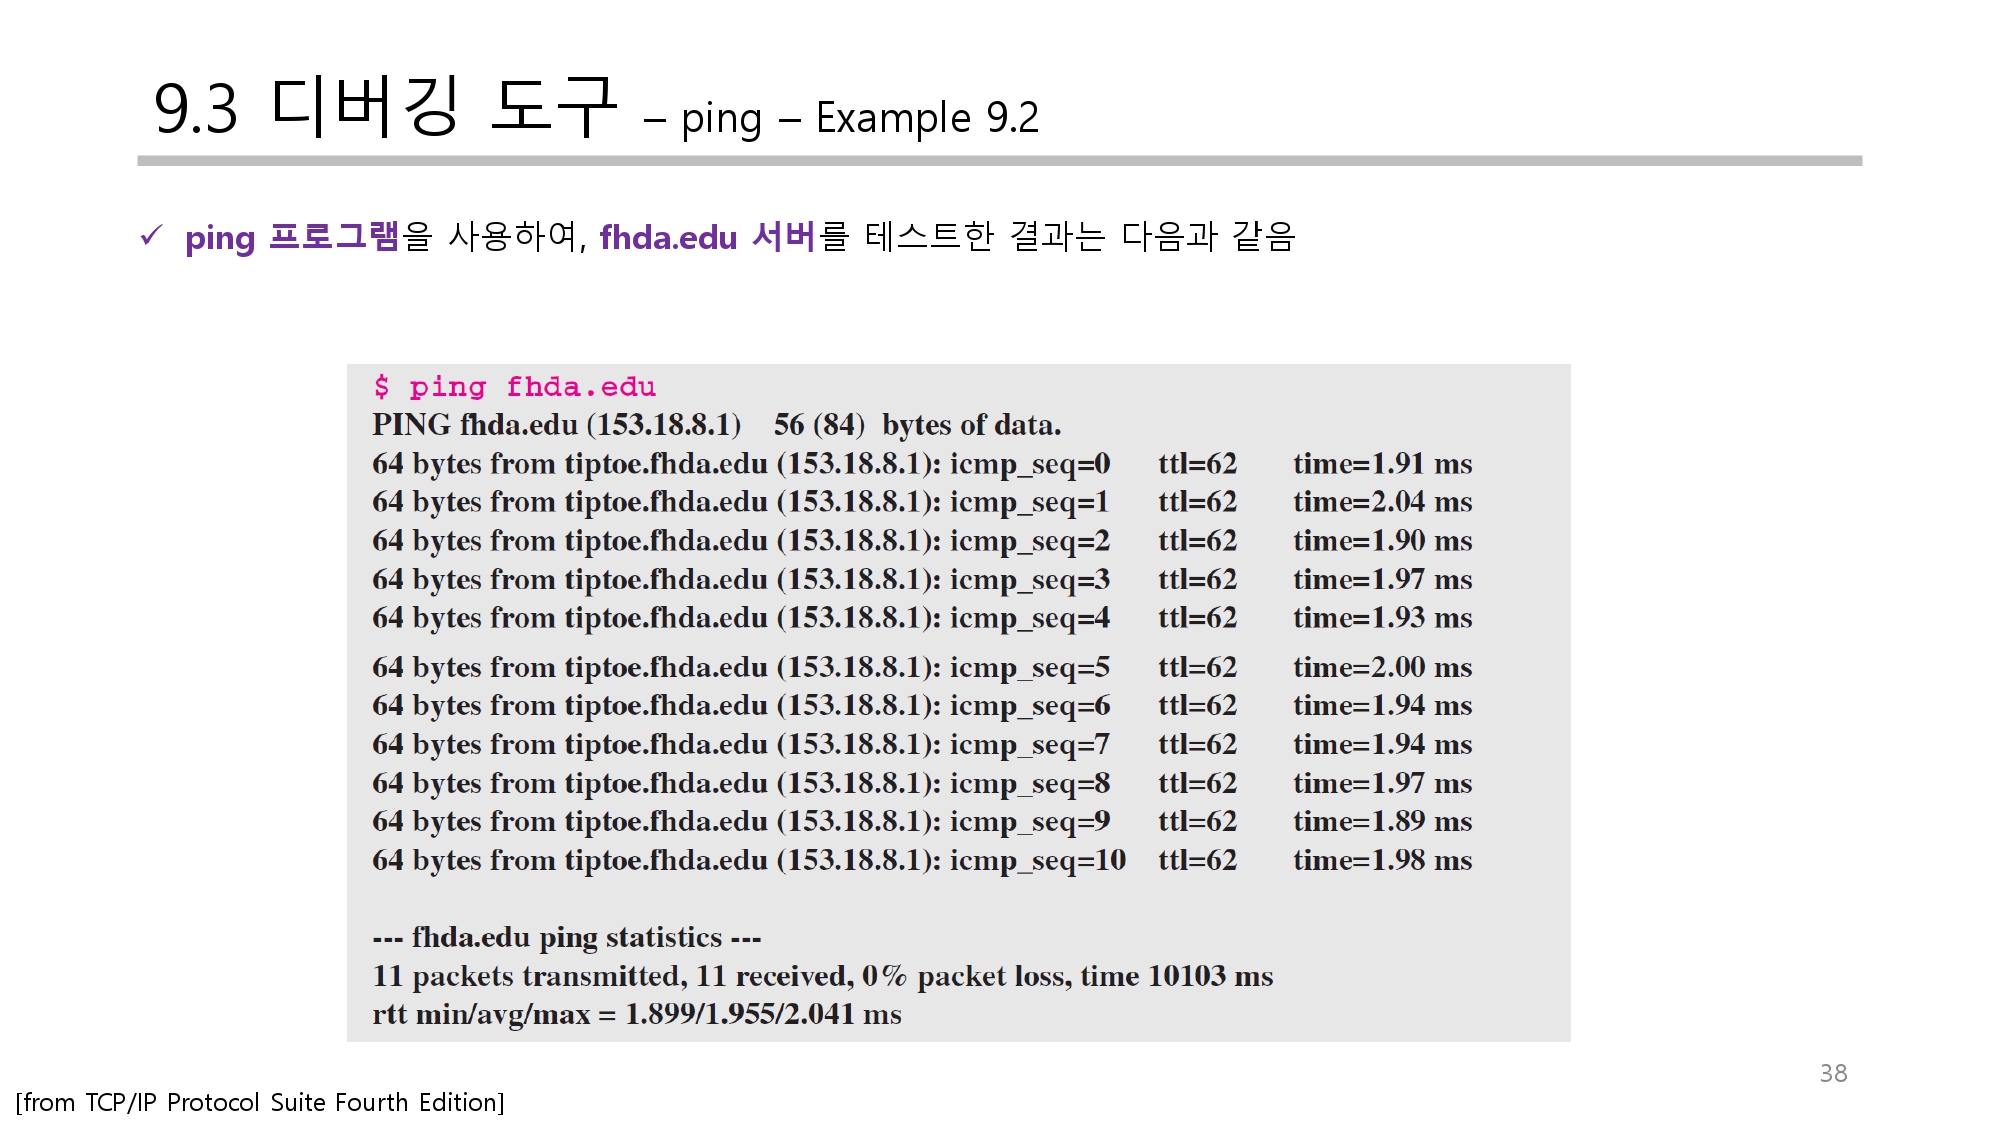 9.3 디버깅 도구 – ping – Example 9.2
✓ ping 프로그램을 사용하여, fhda.edu 서버를 테스트한 결과는 다음과 같음
$ ping fhda.edu
PING fhda.edu (153.18.8.1) 56 (84) bytes of data.
64 bytes from tiptoe.fhda.edu (153.18.8.1): icmp_seq=0 ttl=62 time=1.91 ms
64 bytes from tiptoe.fhda.edu (153.18.8.1): icmp_seq=1 ttl=62 time=2.04 ms
64 bytes from tiptoe.fhda.edu (153.18.8.1): icmp_seq=2 ttl=62 time=1.90 ms
64 bytes from tiptoe.fhda.edu (153.18.8.1): icmp_seq=3 ttl=62 time=1.97 ms
64 bytes from tiptoe.fhda.edu (153.18.8.1): icmp_seq=4 ttl=62 time=1.93 ms
64 bytes from tiptoe.fhda.edu (153.18.8.1): icmp_seq=5 ttl=62 time=2.00 ms
64 bytes from tiptoe.fhda.edu (153.18.8.1): icmp_seq=6 ttl=62 time=1.94 ms
64 bytes from tiptoe.fhda.edu (153.18.8.1): icmp_seq=7 ttl=62 time=1.94 ms
64 bytes from tiptoe.fhda.edu (153.18.8.1): icmp_seq=8 ttl=62 time=1.97 ms
64 bytes from tiptoe.fhda.edu (153.18.8.1): icmp_seq=9 ttl=62 time=1.89 ms
64 bytes from tiptoe.fhda.edu (153.18.8.1): icmp_seq=10 ttl=62 time=1.98 ms
--- fhda.edu ping statistics ---
11 packets transmitted, 11 received, 0% packet loss, time 10103 ms
rtt min/avg/max = 1.899/1.955/2.041 ms
38
[from TCP/IP Protocol Suite Fourth Edition]